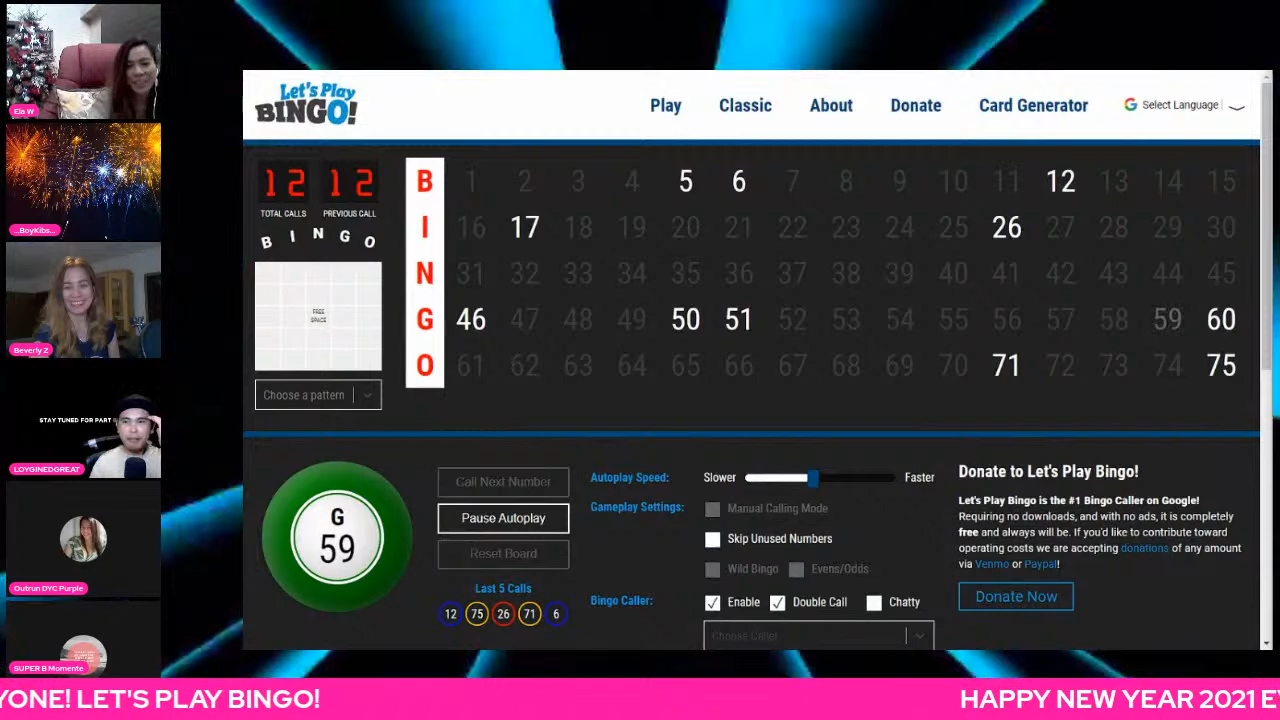 Ela W
...BoyKibs...
Beverly Z
STAY TUNED FOR PART
LOYGINEDGREAT
Outrun DYC Purple
SUPER B Momente
Let's Play
BINGO!
Play Classic About Donate Card Generator
G Select Language
12 12
TOTAL CALLS PREVIOUS CALL
B I N G O
FREE
SPACE
Choose a pattern
B 1 2 3 4 5 6 7 8 9 10 11 12 13 14 15
I 16 17 18 19 20 21 22 23 24 25 26 27 28 29 30
N 31 32 33 34 35 36 37 38 39 40 41 42 43 44 45
G 46 47 48 49 50 51 52 53 54 55 56 57 58 59 60
O 61 62 63 64 65 66 67 68 69 70 71 72 73 74 75
G
59
Call Next Number
Pause Autoplay
Reset Board
Last 5 Calls
12 75 26 71 6
Autoplay Speed: Slower Faster
Gameplay Settings: Manual Calling Mode
Skip Unused Numbers
Wild Bingo Evens/Odds
Bingo Caller: Enable Double Call Chatty
Choose Caller
Donate to Let's Play Bingo!
Let's Play Bingo is the #1 Bingo Caller on Google!
Requiring no downloads, and with no ads, it is completely
free and always will be. If you'd like to contribute toward
operating costs we are accepting donations of any amount
via Venmo or Paypal!
Donate Now
YONE! LET'S PLAY BINGO! HAPPY NEW YEAR 2021 E